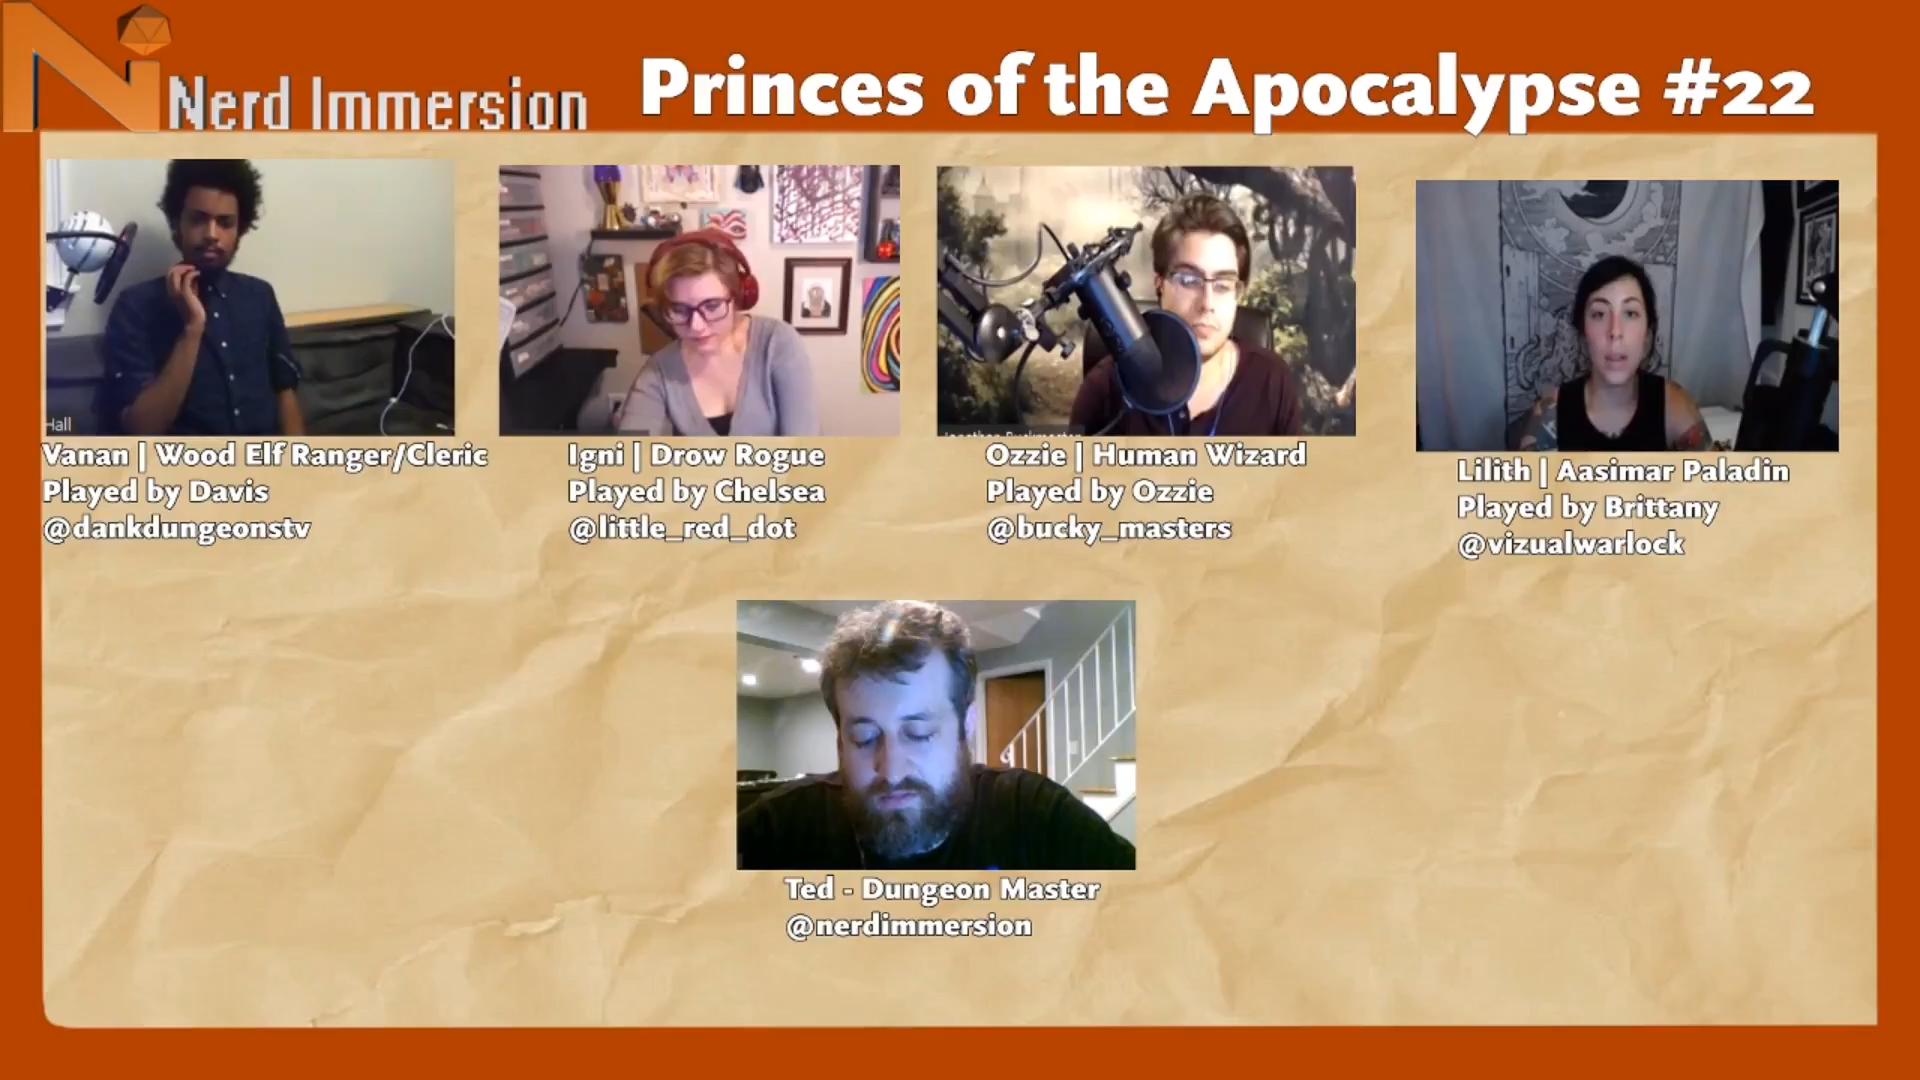 Nerd Immersion
Princes of the Apocalypse #22
Hall
Vanan | Wood Elf Ranger/Cleric
Played by Davis
@dankdungeonstv
Igni | Drow Rogue
Played by Chelsea
@little_red_dot
Ozzie | Human Wizard
Played by Ozzie
@bucky_masters
Lilith | Aasimar Paladin
Played by Brittany
@vizualwarlock
Ted - Dungeon Master
@nerdimmersion